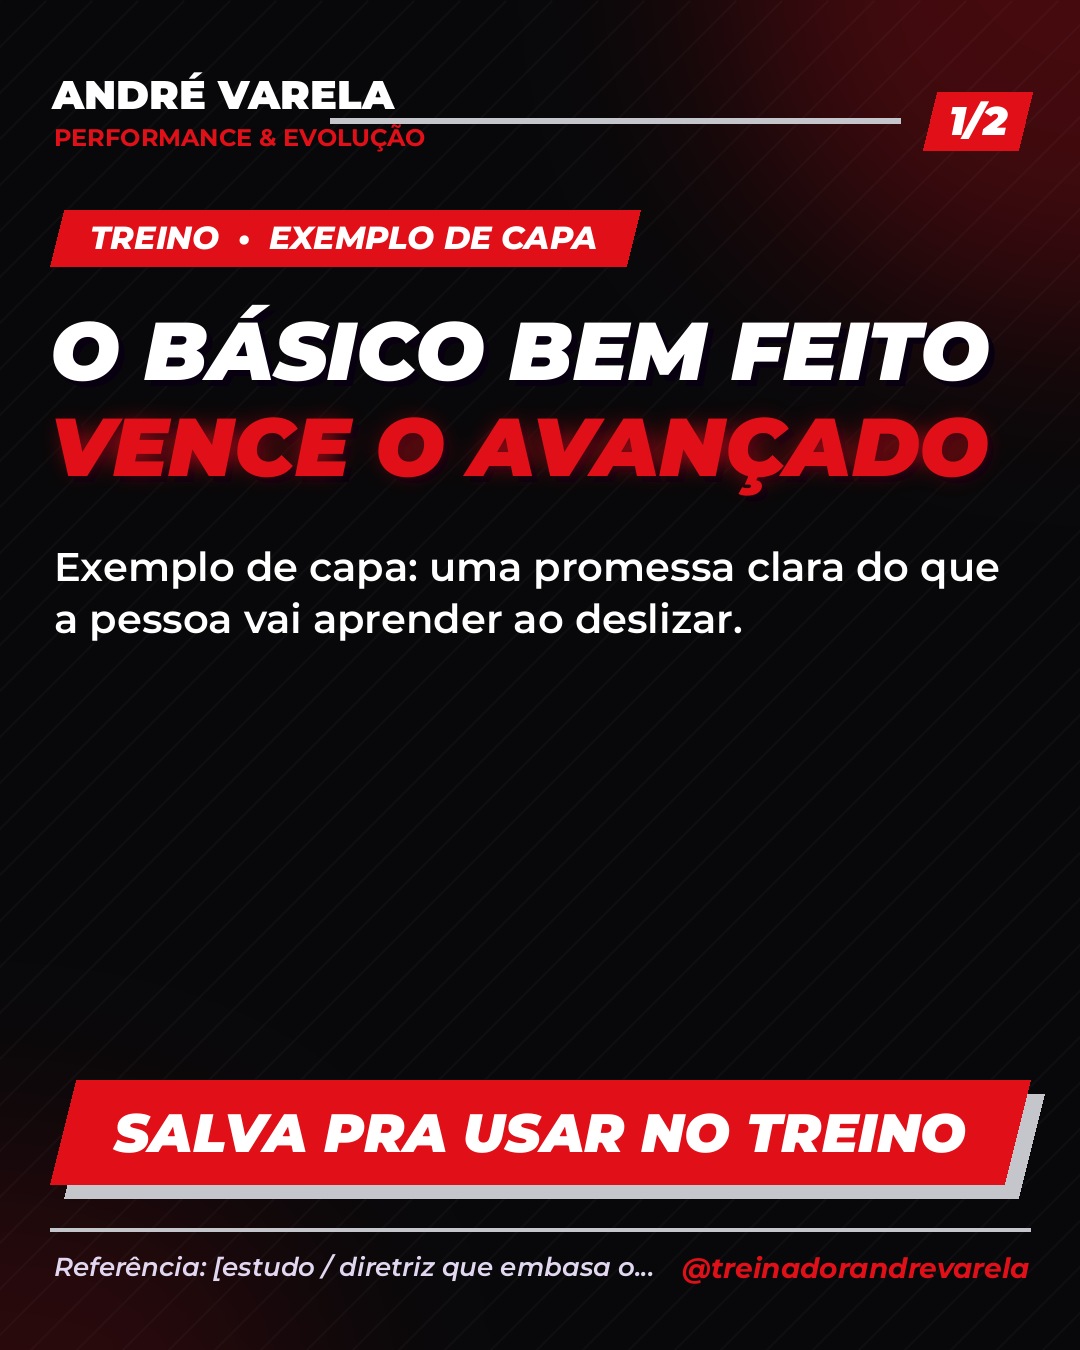 ANDRÉ VARELA
PERFORMANCE & EVOLUÇÃO
1/2
TREINO • EXEMPLO DE CAPA
O BÁSICO BEM FEITO
VENCE O AVANÇADO
Exemplo de capa: uma promessa clara do que
a pessoa vai aprender ao deslizar.
SALVA PRA USAR NO TREINO
Referência: [estudo / diretriz que embasa o...
@treinadorandrevarela